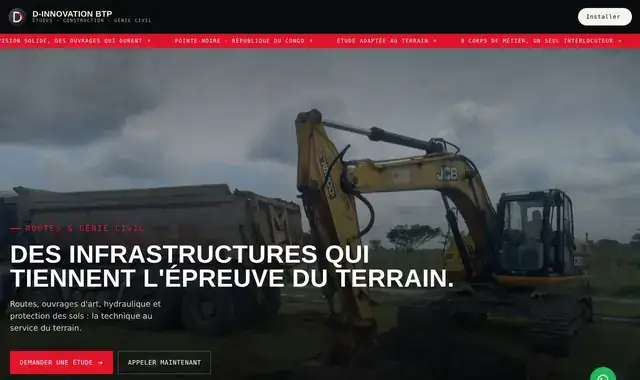 D-INNOVATION BTP
ÉTUDES · CONSTRUCTION · GÉNIE CIVIL
Installer
VISION SOLIDE, DES OUVRAGES QUI DURENT POINTE-NOIRE · RÉPUBLIQUE DU CONGO ÉTUDE ADAPTÉE AU TERRAIN 8 CORPS DE MÉTIER, UN SEUL INTERLOCUTEUR
JCB
ROUTES & GÉNIE CIVIL
DES INFRASTRUCTURES QUI
TIENNENT L'ÉPREUVE DU TERRAIN.
Routes, ouvrages d'art, hydraulique et
protection des sols : la technique au
service du terrain.
DEMANDER UNE ÉTUDE →
APPELER MAINTENANT